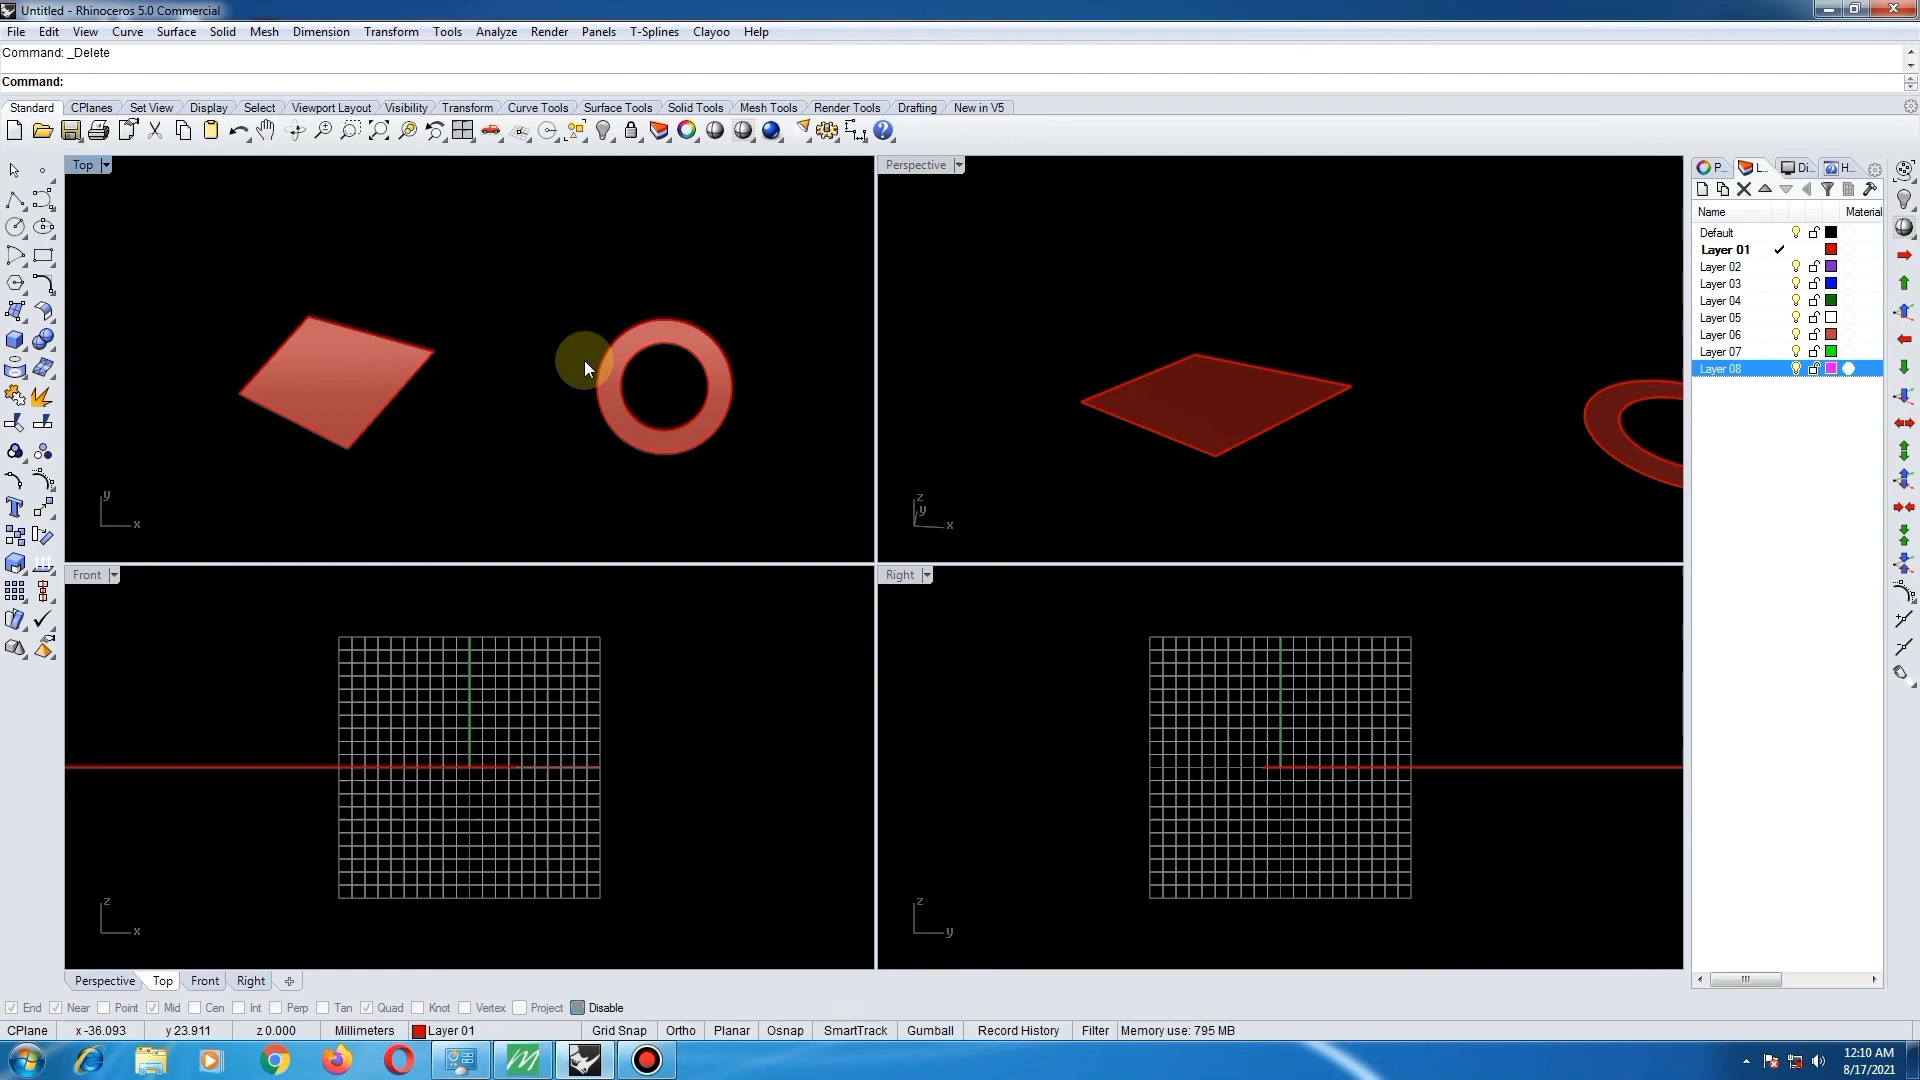 Untitled - Rhinoceros 5.0 Commercial
File Edit View Curve Surface Solid Mesh Dimension Transform Tools Analyze Render Panels T-Splines Clayoo Help
Command: _Delete
Command:
Standard CPlanes Set View Display Select Viewport Layout Visibility Transform Curve Tools Surface Tools Solid Tools Mesh Tools Render Tools Drafting New in V5
Top
Perspective
P... L... Di... H...
Name Material
Default
Layer 01
Layer 02
Layer 03
Layer 04
Layer 05
Layer 06
Layer 07
Layer 08
y
x
z
y
x
Front
Right
z
x
z
y
Perspective Top Front Right
End Near Point Mid Cen Int Perp Tan Quad Knot Vertex Project Disable
CPlane x -36.093 y 23.911 z 0.000 Millimeters Layer 01 Grid Snap Ortho Planar Osnap SmartTrack Gumball Record History Filter Memory use: 795 MB
12:10 AM
8/17/2021